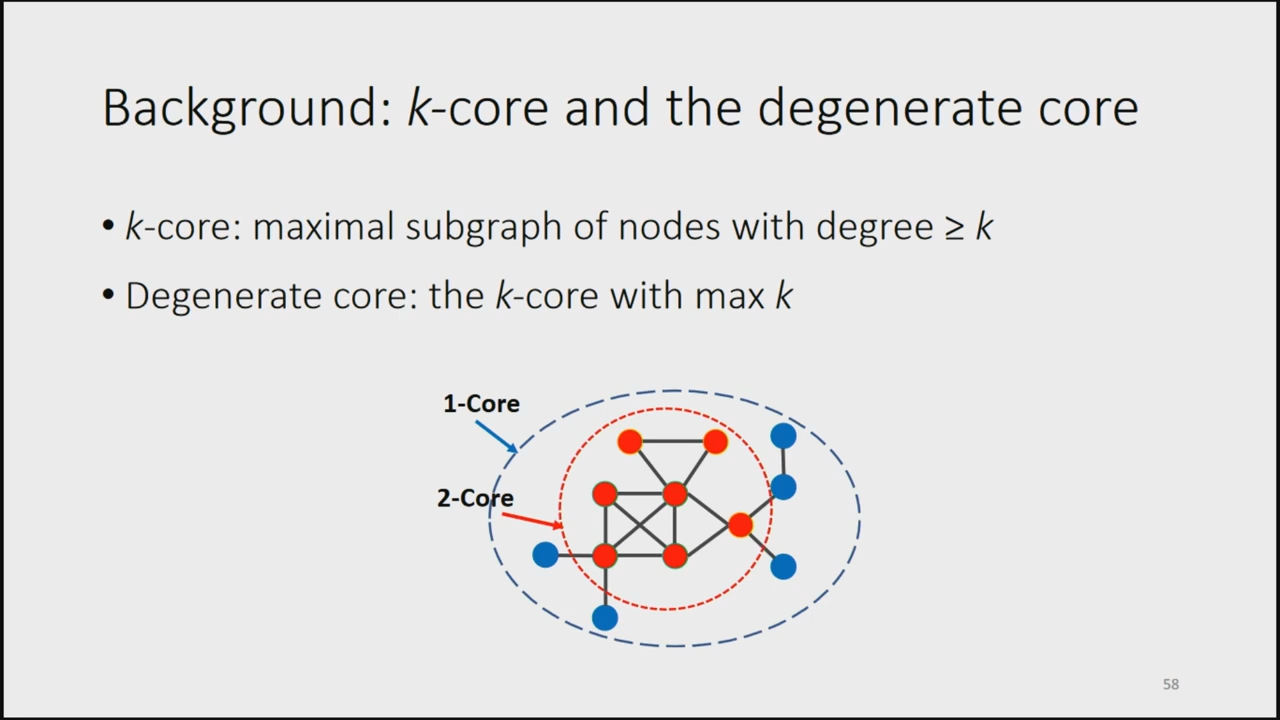 Background: k-core and the degenerate core
• k-core: maximal subgraph of nodes with degree ≥ k
• Degenerate core: the k-core with max k
1-Core
2-Core
58